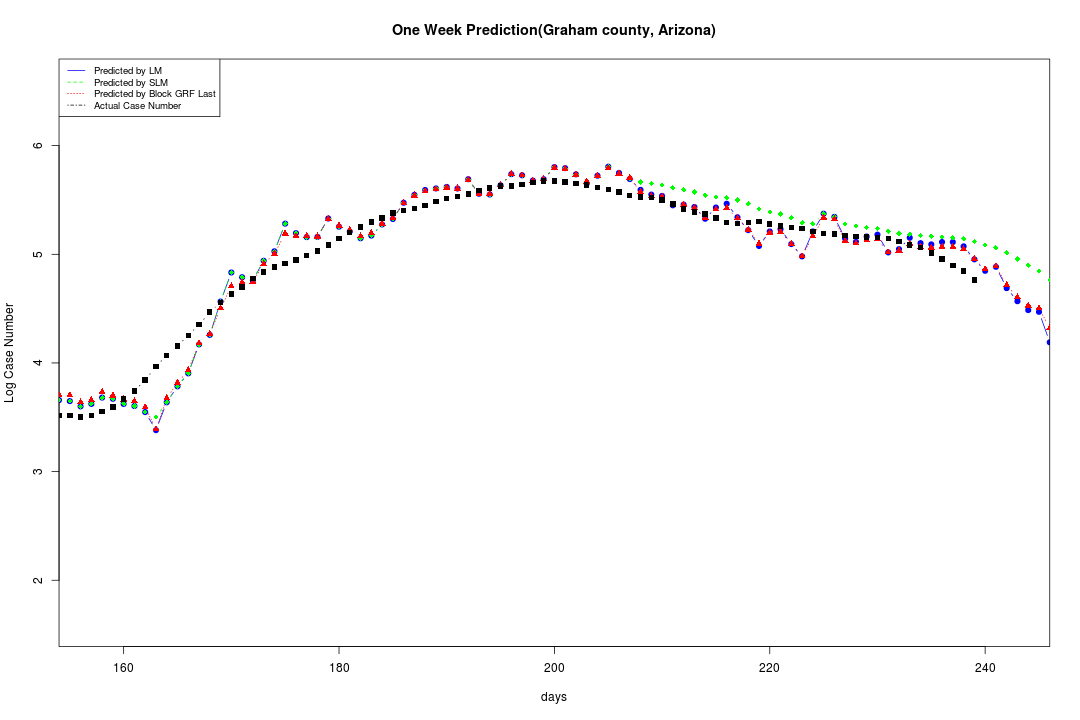 One Week Prediction(Graham county, Arizona)
Predicted by LM
Predicted by SLM
Predicted by Block GRF Last
Actual Case Number
6
5
4
3
2
Log Case Number
160 180 200 220 240
days